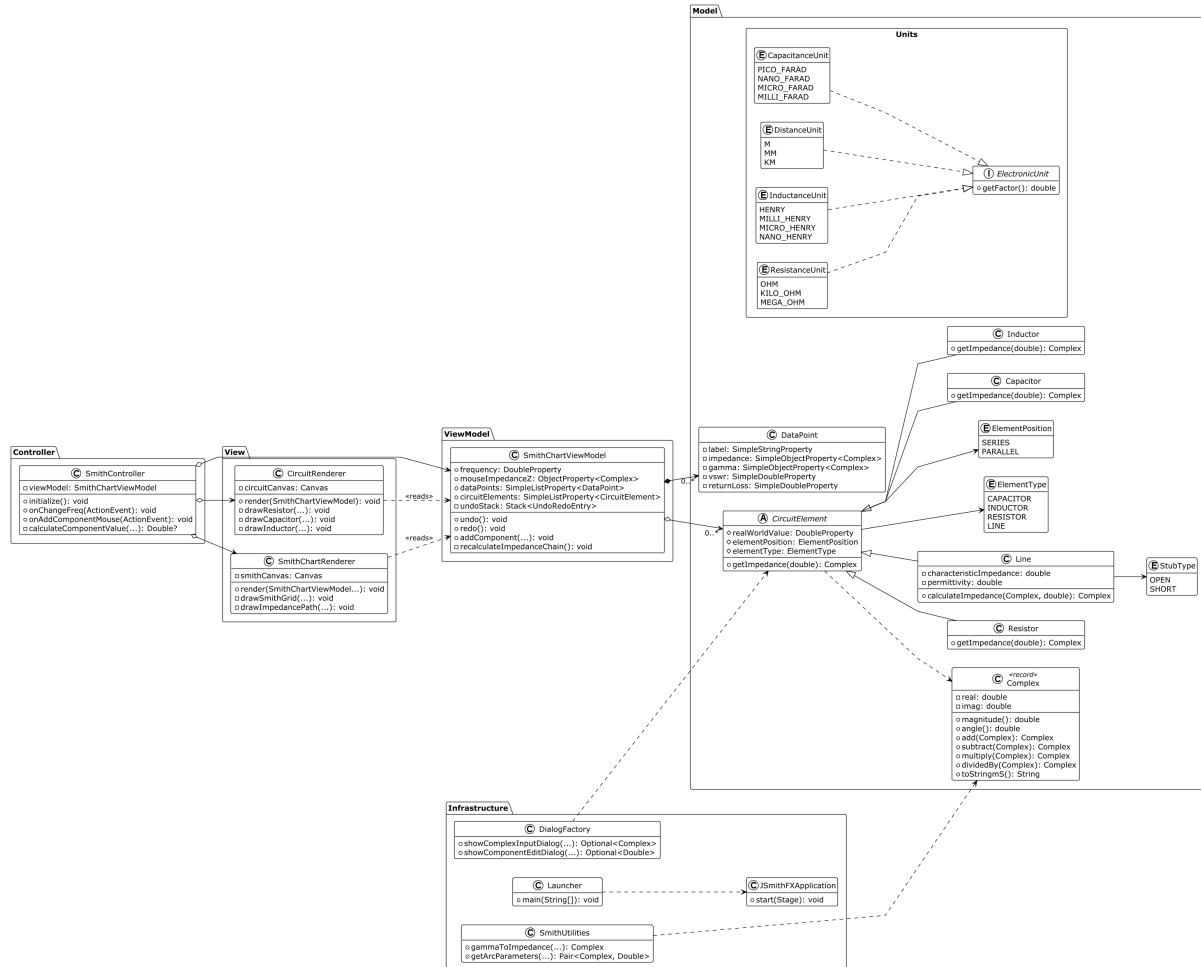 Model
Units
E CapacitanceUnit
PICO_FARAD
NANO_FARAD
MICRO_FARAD
MILLI_FARAD
E DistanceUnit
M
MM
KM
I ElectronicUnit
getFactor(): double
E InductanceUnit
HENRY
MILLI_HENRY
MICRO_HENRY
NANO_HENRY
E ResistanceUnit
OHM
KILO_OHM
MEGA_OHM
C Inductor
getImpedance(double): Complex
C Capacitor
getImpedance(double): Complex
E ElementPosition
SERIES
PARALLEL
E ElementType
CAPACITOR
INDUCTOR
RESISTOR
LINE
C DataPoint
label: SimpleStringProperty
impedance: SimpleObjectProperty<Complex>
gamma: SimpleObjectProperty<Complex>
vswr: SimpleDoubleProperty
returnLoss: SimpleDoubleProperty
0..*
A CircuitElement
realWorldValue: DoubleProperty
elementPosition: ElementPosition
elementType: ElementType
getImpedance(double): Complex
0..*
C Line
characteristicImpedance: double
permittivity: double
calculateImpedance(Complex, double): Complex
E StubType
OPEN
SHORT
C Resistor
getImpedance(double): Complex
C «record»
Complex
real: double
imag: double
magnitude(): double
angle(): double
add(Complex): Complex
subtract(Complex): Complex
multiply(Complex): Complex
dividedBy(Complex): Complex
toStringmS(): String
Controller
C SmithController
viewModel: SmithChartViewModel
initialize(): void
onChangeFreq(ActionEvent): void
onAddComponentMouse(ActionEvent): void
calculateComponentValue(...): Double?
View
C CircuitRenderer
circuitCanvas: Canvas
render(SmithChartViewModel): void
drawResistor(...): void
drawCapacitor(...): void
drawInductor(...): void
C SmithChartRenderer
smithCanvas: Canvas
render(SmithChartViewModel...): void
drawSmithGrid(...): void
drawImpedancePath(...): void
«reads»
«reads»
ViewModel
C SmithChartViewModel
frequency: DoubleProperty
mouseImpedanceZ: ObjectProperty<Complex>
dataPoints: SimpleListProperty<DataPoint>
circuitElements: SimpleListProperty<CircuitElement>
undoStack: Stack<UndoRedoEntry>
undo(): void
redo(): void
addComponent(...): void
recalculateImpedanceChain(): void
Infrastructure
C DialogFactory
showComplexInputDialog(...): Optional<Complex>
showComponentEditDialog(...): Optional<Double>
C Launcher
main(String[]): void
C JSmithFXApplication
start(Stage): void
C SmithUtilities
gammaToImpedance(...): Complex
getArcParameters(...): Pair<Complex, Double>